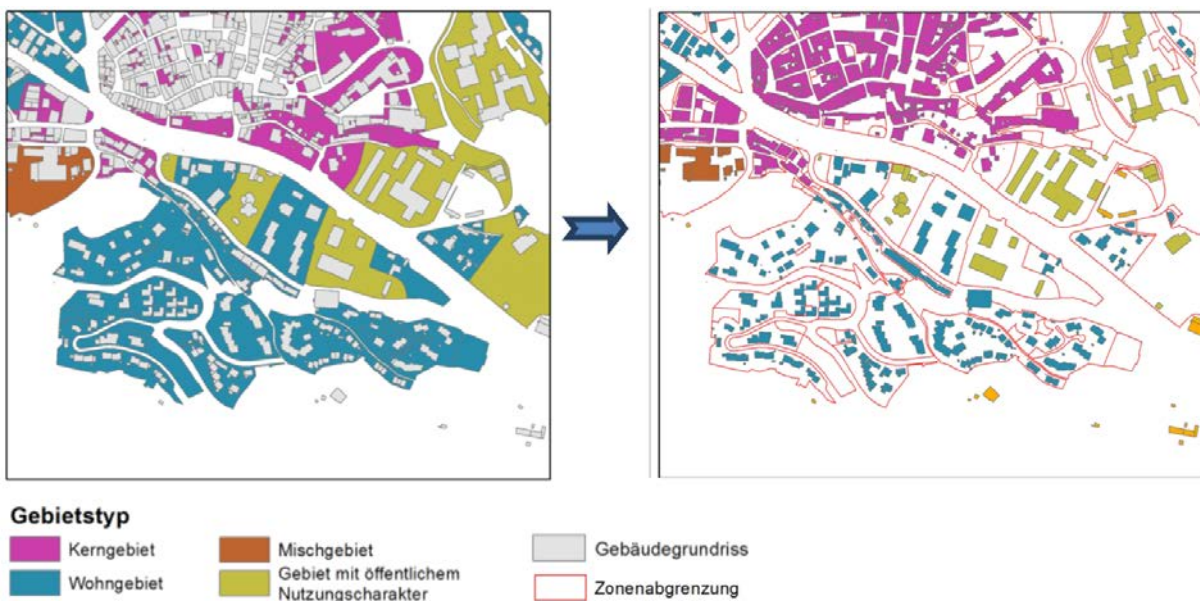 Gebietstyp
Kerngebiet
Wohngebiet
Mischgebiet
Gebiet mit öffentlichem
Nutzungscharakter
Gebäudegrundriss
Zonenabgrenzung